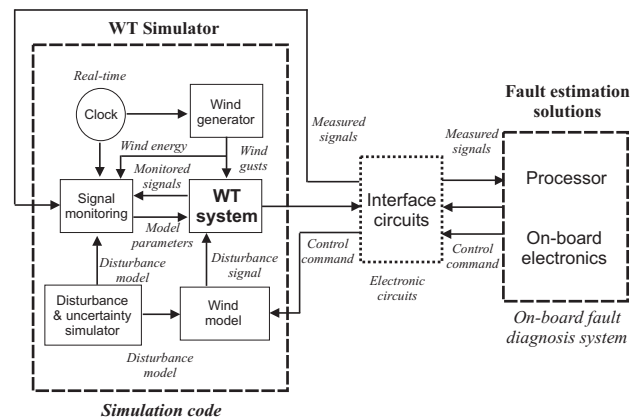 WT Simulator
Real-time
Clock
Wind
generator
Wind energy
Wind
gusts
Monitored
signals
Signal
monitoring
WT
system
Model
parameters
Disturbance
model
Disturbance
signal
Disturbance
& uncertainty
simulator
Wind
model
Disturbance
model
Simulation code
Measured
signals
Interface
circuits
Control
command
Electronic
circuits
Fault estimation
solutions
Measured
signals
Processor
On-board
electronics
Control
command
On-board fault
diagnosis system